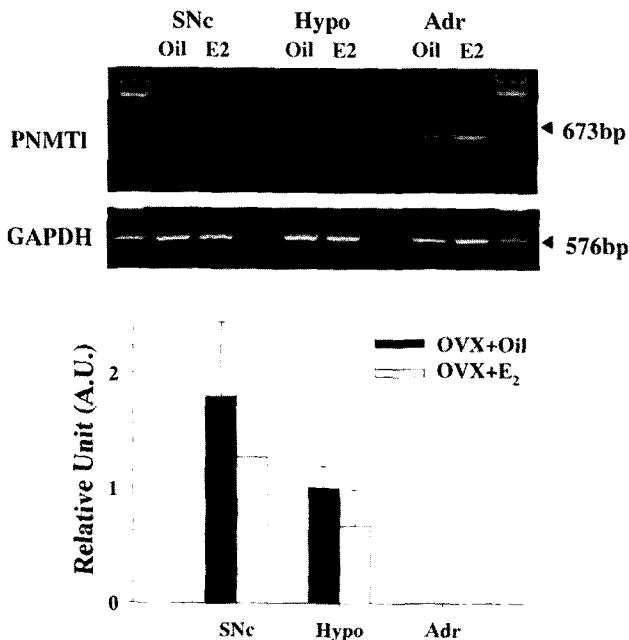 SNc Hypo Adr
Oil E2 Oil E2 Oil E2
PNMTl 673bp
GAPDH 576bp
OVX+Oil
OVX+E₂
Relative Unit (A.U.)
2
1
0
SNc Hypo Adr